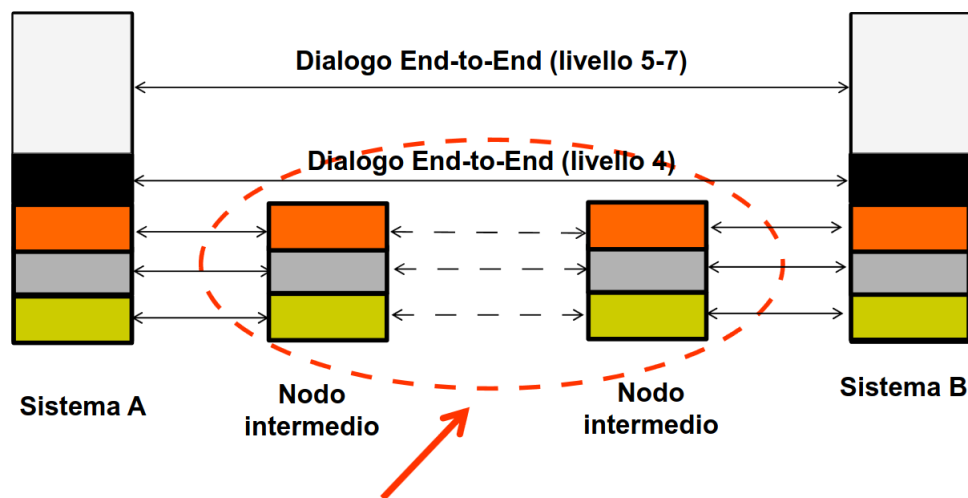 Dialogo End-to-End (livello 5-7)
Dialogo End-to-End (livello 4)
Sistema A
Nodo
intermedio
Nodo
intermedio
Sistema B